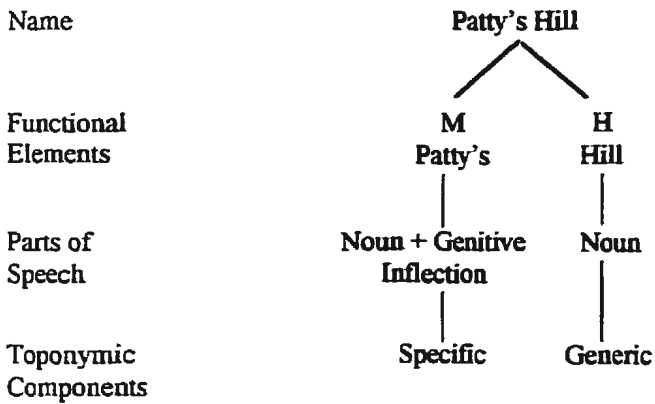 Name Patty's Hill
Functional M H
Elements Patty's Hill
Parts of Noun + Genitive Noun
Speech Inflection
Toponymic Specific Generic
Components